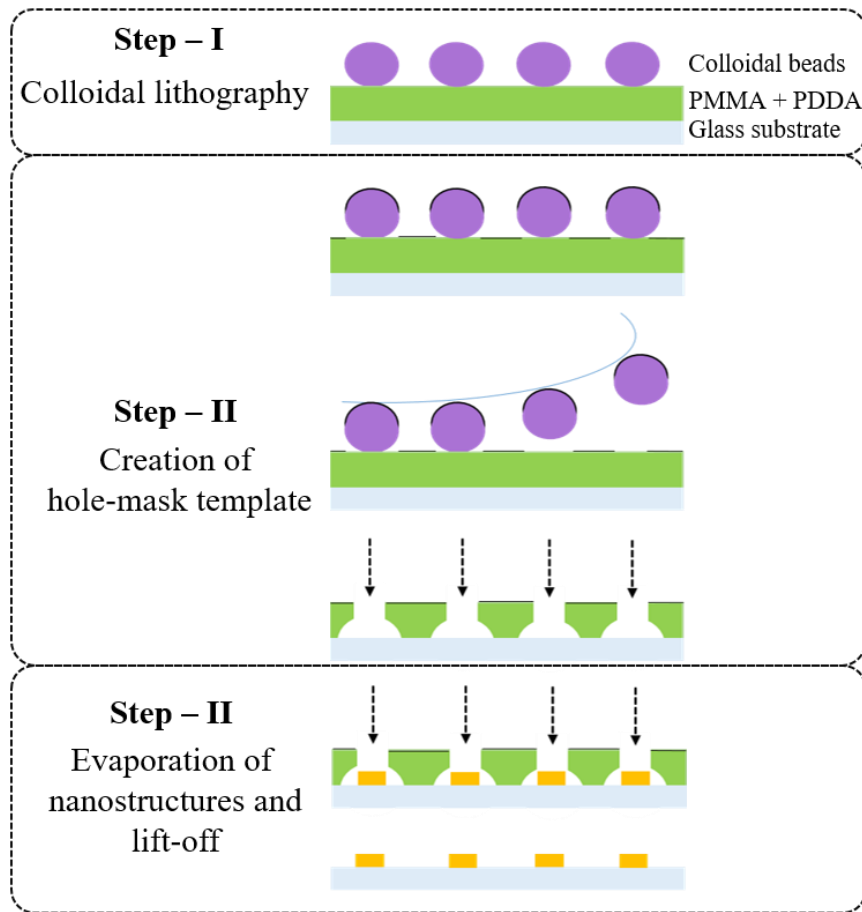 Step – I
Colloidal lithography
Colloidal beads
PMMA + PDDA
Glass substrate
Step – II
Creation of
hole-mask template
Step – II
Evaporation of
nanostructures and
lift-off